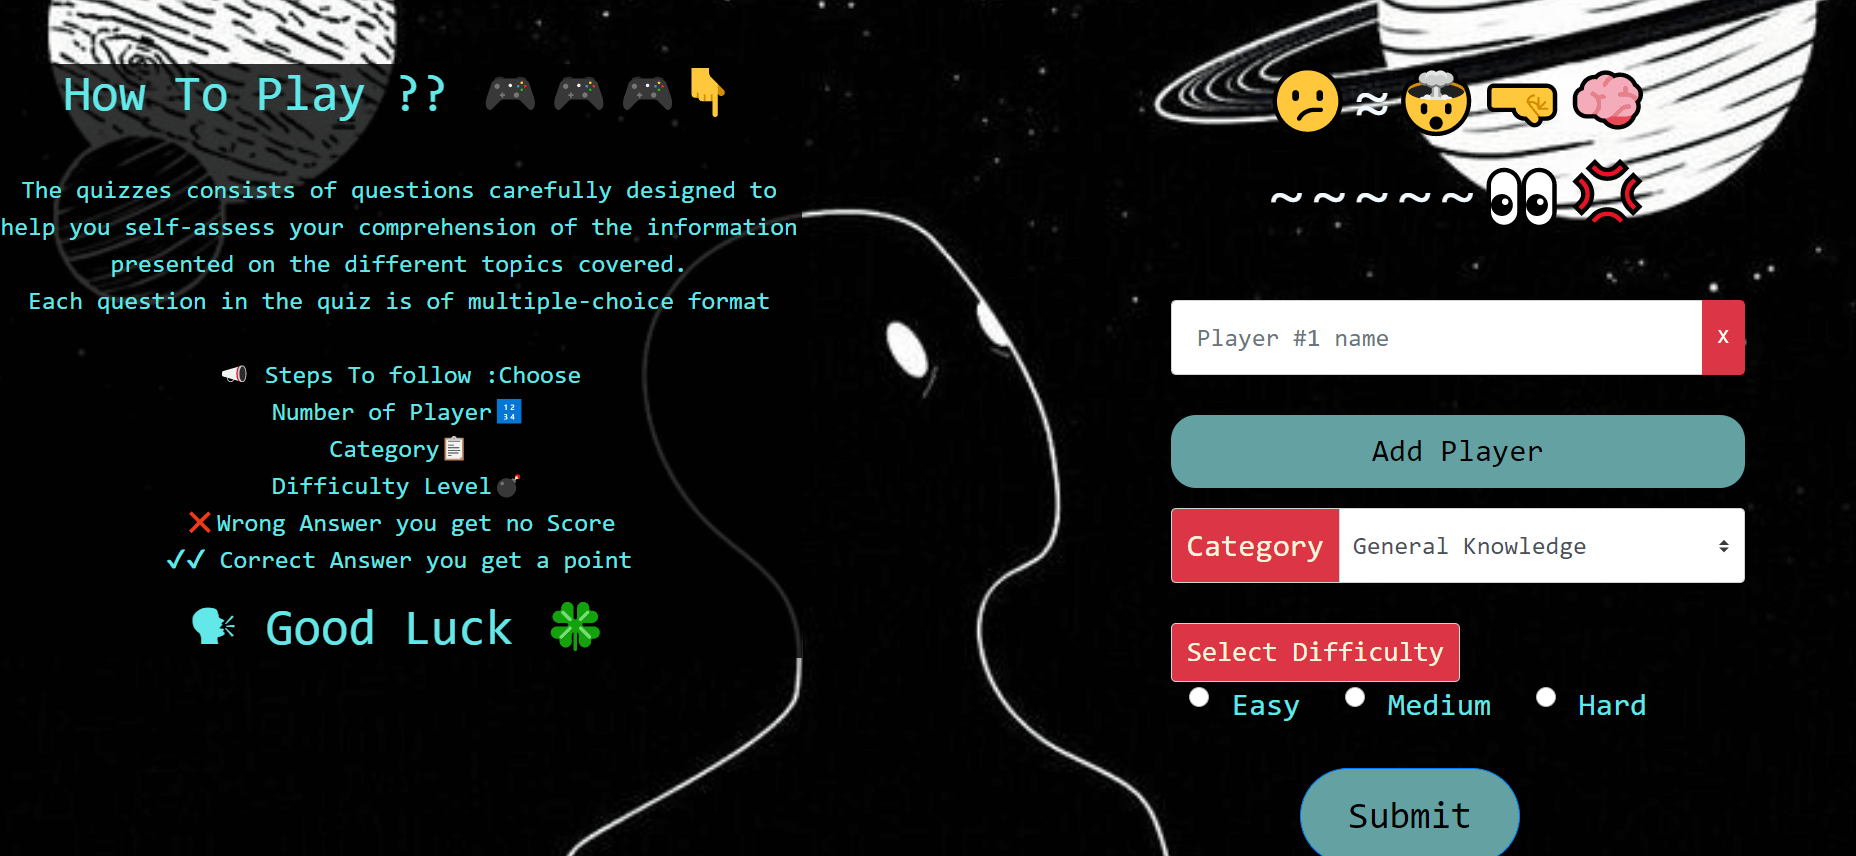 How To Play ?? 🎮 🎮 🎮👇
The quizzes consists of questions carefully designed to
help you self-assess your comprehension of the information
presented on the different topics covered.
Each question in the quiz is of multiple-choice format
📣 Steps To follow :Choose
Number of Player🔢
Category📋
Difficulty Level💣
❌Wrong Answer you get no Score
✔✔ Correct Answer you get a point
🗣 Good Luck 🍀
😕≈🤯🤜🧠
~~~~~👀💢
Player #1 name
X
Add Player
Category
General Knowledge
Select Difficulty
Easy Medium Hard
Submit